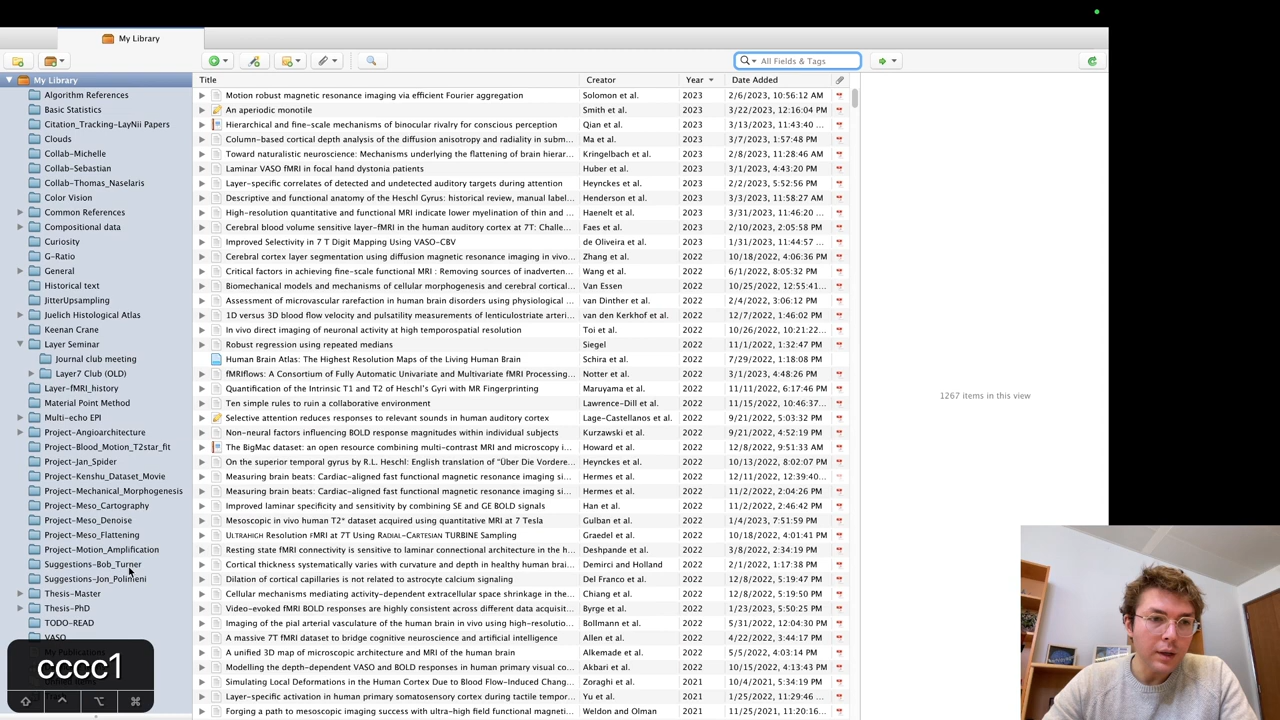 My Library
All Fields & Tags
My Library
Algorithm References
Basic Statistics
Citation_Tracking-LayNii Papers
Clouds
Collab-Michelle
Collab-Sebastian
Collab-Thomas_Naselaris
Color Vision
Common References
Compositional data
Curiosity
G-Ratio
General
Historical text
JitterUpsampling
Juelich Histological Atlas
Keenan Crane
Layer Seminar
Journal club meeting
Layer7 Club (OLD)
Layer-fMRI_history
Material Point Method
Multi-echo EPI
Project-Angioarchitecture
Project-Blood_Motion_T2star_fit
Project-Jan_Spider
Project-Kenshu_Dataset_Movie
Project-Mechanical_Morphogenesis
Project-Meso_Cartography
Project-Meso_Denoise
Project-Meso_Flattening
Project-Motion_Amplification
Suggestions-Bob_Turner
Suggestions-Jon_Polimeni
Thesis-Master
Thesis-PhD
TODO-READ
VASO
My Publications
cccc1
Title Creator Year Date Added
Motion robust magnetic resonance imaging via efficient Fourier aggregation Solomon et al. 2023 2/6/2023, 10:56:12 AM
An aperiodic monotile Smith et al. 2023 3/22/2023, 12:16:04 PM
Hierarchical and fine-scale mechanisms of binocular rivalry for conscious perception Qian et al. 2023 3/13/2023, 11:43:40 ...
Column-based cortical depth analysis of the diffusion anisotropy and radiality in subm... Ma et al. 2023 3/7/2023, 1:57:48 PM
Toward naturalistic neuroscience: Mechanisms underlying the flattening of brain hierar... Kringelbach et al. 2023 2/8/2023, 11:28:46 AM
Laminar VASO fMRI in focal hand dystonia patients Huber et al. 2023 3/1/2023, 4:43:20 PM
Layer-specific correlates of detected and undetected auditory targets during attention Heynckes et al. 2023 2/2/2023, 5:52:56 PM
Descriptive and functional anatomy of the Heschl Gyrus: historical review, manual label... Henderson et al. 2023 3/3/2023, 11:58:27 AM
High-resolution quantitative and functional MRI indicate lower myelination of thin and ... Haenelt et al. 2023 3/31/2023, 11:46:20 ...
Cerebral blood volume sensitive layer-fMRI in the human auditory cortex at 7T: Challe... Faes et al. 2023 2/10/2023, 2:05:58 PM
Improved Selectivity in 7 T Digit Mapping Using VASO-CBV de Oliveira et al. 2023 1/31/2023, 11:44:57 ...
Cerebral cortex layer segmentation using diffusion magnetic resonance imaging in vivo... Zhang et al. 2022 10/18/2022, 4:06:36 PM
Critical factors in achieving fine-scale functional MRI : Removing sources of inadverten... Wang et al. 2022 6/1/2022, 8:05:32 PM
Biomechanical models and mechanisms of cellular morphogenesis and cerebral cortical... Van Essen 2022 10/25/2022, 12:55:41...
Assessment of microvascular rarefaction in human brain disorders using physiological ... van Dinther et al. 2022 2/4/2022, 3:06:12 PM
1D versus 3D blood flow velocity and pulsatility measurements of lenticulostriate arteri... van den Kerkhof et al. 2022 12/7/2022, 1:46:02 PM
In vivo direct imaging of neuronal activity at high temporospatial resolution Toi et al. 2022 10/26/2022, 10:21:22...
Robust regression using repeated medians Siegel 2022 11/1/2022, 1:32:47 PM
Human Brain Atlas: The Highest Resolution Maps of the Living Human Brain Schira et al. 2022 7/29/2022, 1:18:08 PM
fMRIflows: A Consortium of Fully Automatic Univariate and Multivariate fMRI Processing... Notter et al. 2022 3/1/2023, 4:48:26 PM
Quantification of the Intrinsic T1 and T2 of Heschl's Gyri with MR Fingerprinting Maruyama et al. 2022 11/11/2022, 6:17:46 PM
Ten simple rules to ruin a collaborative environment Lawrence-Dill et al. 2022 11/15/2022, 10:46:37...
Selective attention reduces responses to relevant sounds in human auditory cortex Lage-Castellanos et al. 2022 9/21/2022, 5:03:32 PM
Non-neural factors influencing BOLD response magnitudes within individual subjects Kurzawski et al. 2022 9/21/2022, 4:52:19 PM
The BigMac dataset: an open resource combining multi-contrast MRI and microscopy i... Howard et al. 2022 12/8/2022, 9:51:33 AM
On the superior temporal gyrus by R.L. Heschl: English translation of "Über Die Vordere... Heynckes et al. 2022 10/13/2022, 8:02:07 PM
Measuring brain beats: Cardiac-aligned fast functional magnetic resonance imaging si... Hermes et al. 2022 12/11/2022, 12:39:40...
Measuring brain beats: Cardiac-aligned fast functional magnetic resonance imaging si... Hermes et al. 2022 11/2/2022, 2:04:26 PM
Improved laminar specificity and sensitivity by combining SE and GE BOLD signals Han et al. 2022 11/2/2022, 2:46:42 PM
Mesoscopic in vivo human T2* dataset acquired using quantitative MRI at 7 Tesla Gulban et al. 2022 1/4/2023, 7:51:59 PM
Ultrahigh Resolution fMRI at 7T Using Radial-Cartesian TURBINE Sampling Graedel et al. 2022 10/18/2022, 4:01:41 PM
Resting state fMRI connectivity is sensitive to laminar connectional architecture in the h... Deshpande et al. 2022 3/8/2022, 2:34:19 PM
Cortical thickness systematically varies with curvature and depth in healthy human bra... Demirci and Holland 2022 2/1/2022, 1:17:38 PM
Dilation of cortical capillaries is not related to astrocyte calcium signaling Del Franco et al. 2022 12/8/2022, 5:19:47 PM
Cellular mechanisms mediating activity-dependent extracellular space shrinkage in the... Chiang et al. 2022 12/8/2022, 5:19:50 PM
Video-evoked fMRI BOLD responses are highly consistent across different data acquisit... Byrge et al. 2022 1/23/2023, 5:50:25 PM
Imaging of the pial arterial vasculature of the human brain in vivo using high-resolutio... Bollmann et al. 2022 5/31/2022, 12:04:30 PM
A massive 7T fMRI dataset to bridge cognitive neuroscience and artificial intelligence Allen et al. 2022 4/22/2022, 3:44:17 PM
A unified 3D map of microscopic architecture and MRI of the human brain Alkemade et al. 2022 5/5/2022, 4:03:14 PM
Modelling the depth-dependent VASO and BOLD responses in human primary visual co... Akbari et al. 2022 10/15/2022, 4:13:43 PM
Simulating Local Deformations in the Human Cortex Due to Blood Flow-Induced Chang... Zoraghi et al. 2021 10/4/2021, 5:34:19 PM
Layer-specific activation in human primary somatosensory cortex during tactile tempor... Yu et al. 2021 1/25/2022, 11:29:46 ...
Forging a path to mesoscopic imaging success with ultra-high field functional magneti... Weldon and Olman 2021 11/25/2021, 11:20:16...
1267 items in this view